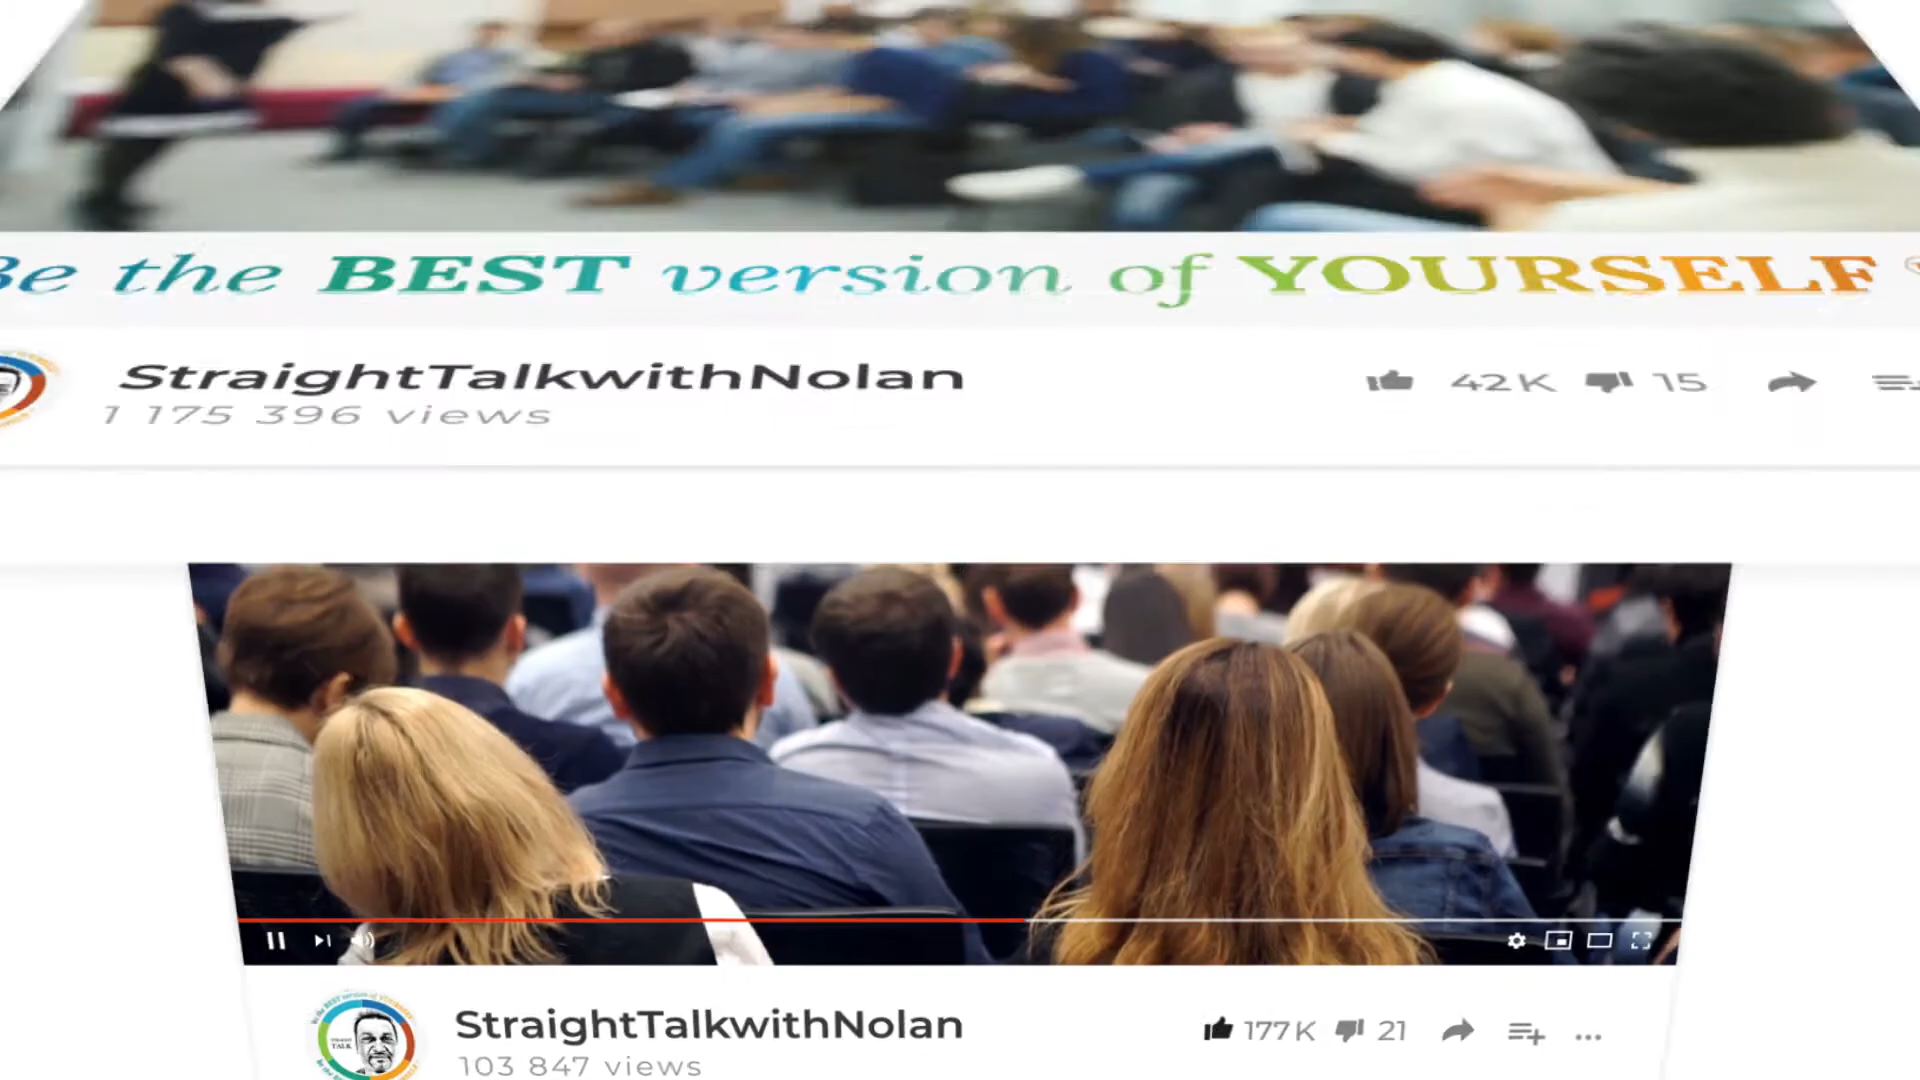 Be the BEST version of YOURSELF
StraightTalkwithNolan
42K 15
1 175 396 views
StraightTalkwithNolan
177K 21
103 847 views